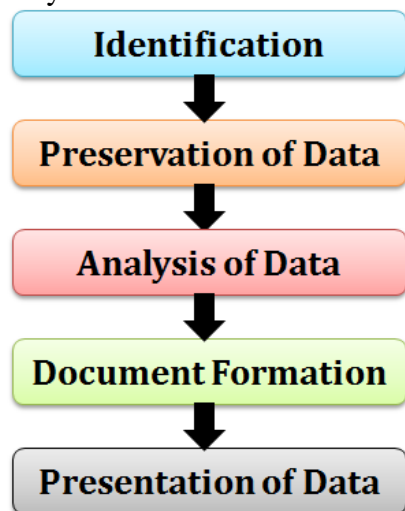 Identification
Preservation of Data
Analysis of Data
Document Formation
Presentation of Data